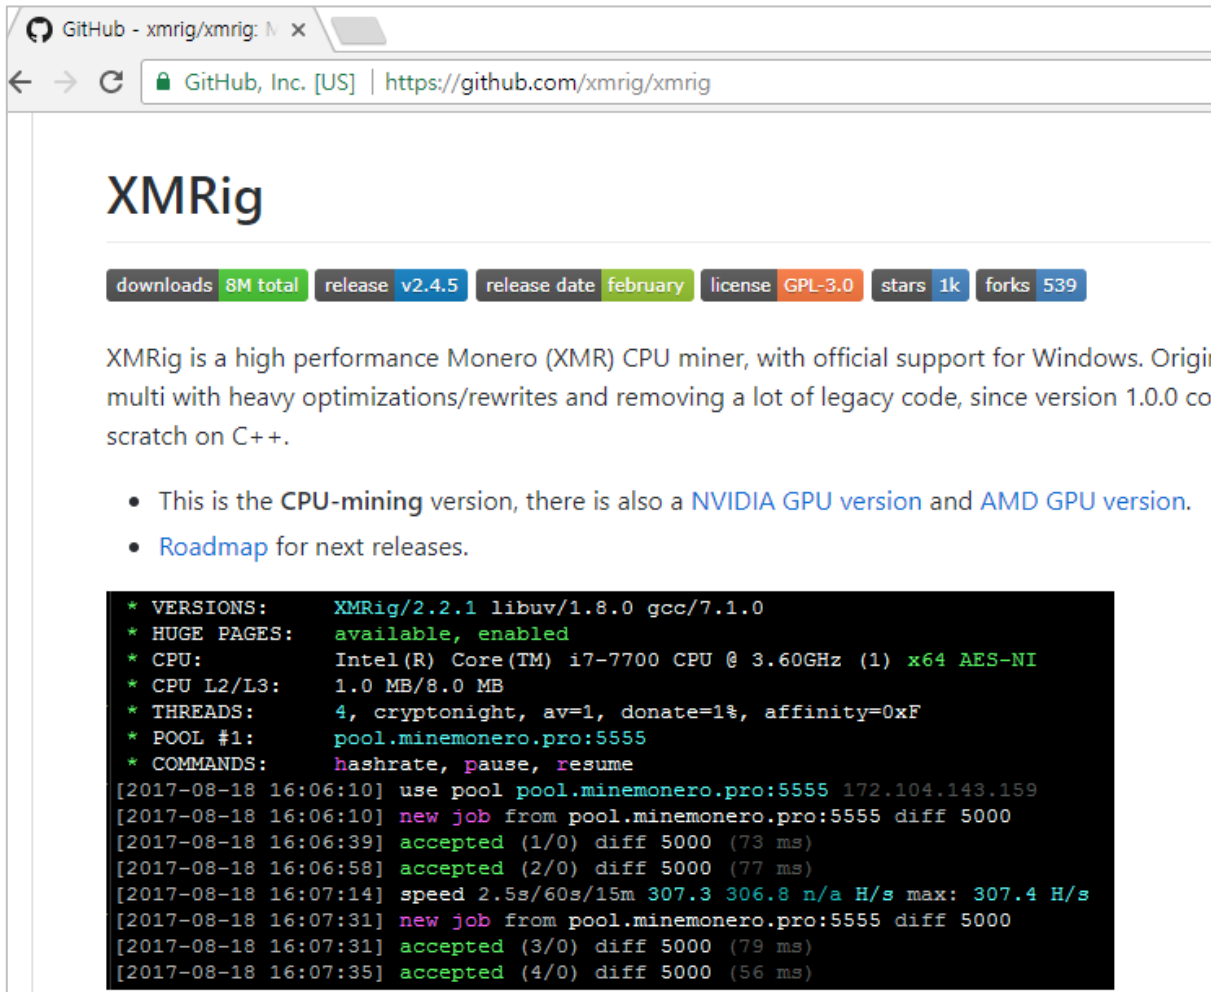 GitHub - xmrig/xmrig:
GitHub, Inc. [US] | https://github.com/xmrig/xmrig
XMRig
downloads 8M total release v2.4.5 release date february license GPL-3.0 stars 1k forks 539
XMRig is a high performance Monero (XMR) CPU miner, with official support for Windows. Origi
multi with heavy optimizations/rewrites and removing a lot of legacy code, since version 1.0.0 co
scratch on C++.
• This is the CPU-mining version, there is also a NVIDIA GPU version and AMD GPU version.
• Roadmap for next releases.
* VERSIONS: XMRig/2.2.1 libuv/1.8.0 gcc/7.1.0
* HUGE PAGES: available, enabled
* CPU: Intel(R) Core(TM) i7-7700 CPU @ 3.60GHz (1) x64 AES-NI
* CPU L2/L3: 1.0 MB/8.0 MB
* THREADS: 4, cryptonight, av=1, donate=1%, affinity=0xF
* POOL #1: pool.minemonero.pro:5555
* COMMANDS: hashrate, pause, resume
[2017-08-18 16:06:10] use pool pool.minemonero.pro:5555 172.104.143.159
[2017-08-18 16:06:10] new job from pool.minemonero.pro:5555 diff 5000
[2017-08-18 16:06:39] accepted (1/0) diff 5000 (73 ms)
[2017-08-18 16:06:58] accepted (2/0) diff 5000 (77 ms)
[2017-08-18 16:07:14] speed 2.5s/60s/15m 307.3 306.8 n/a H/s max: 307.4 H/s
[2017-08-18 16:07:31] new job from pool.minemonero.pro:5555 diff 5000
[2017-08-18 16:07:31] accepted (3/0) diff 5000 (79 ms)
[2017-08-18 16:07:35] accepted (4/0) diff 5000 (56 ms)